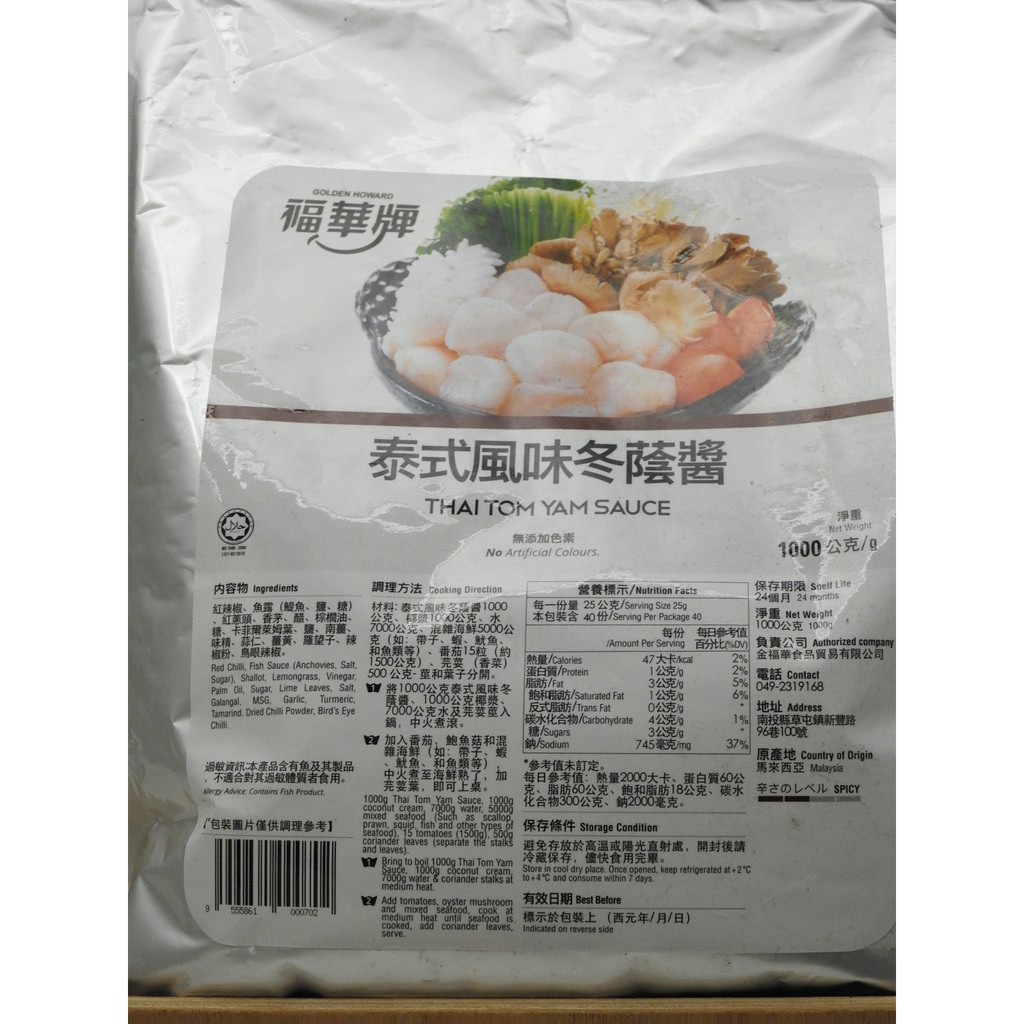 GOLDEN HOWARD
福華牌
泰式風味冬蔭醬
THAI TOM YAM SAUCE
無添加色素
No Artificial Colours.
淨重
Net Weight
1000 公克/g
内容物 Ingredients
紅辣椒、魚露（鯷魚、鹽、糖）
、紅蔥頭、香茅、醋、棕櫚油、
糖、卡菲爾萊姆葉、鹽、南薑、
味精、蒜仁、薑黃、羅望子、辣
椒粉、鳥眼辣椒。
Red Chilli, Fish Sauce (Anchovies, Salt,
Sugar), Shallot, Lemongrass, Vinegar,
Palm Oil, Sugar, Lime Leaves, Salt,
Galangal, MSG, Garlic, Turmeric,
Tamarind, Dried Chilli Powder, Bird's Eye
Chilli.
過敏資訊:本產品含有魚及其製品
，不適合對其過敏體質者食用。
Allergy Advice: Contains Fish Product.
【包裝圖片僅供調理參考】
9 555861 000702
調理方法 Cooking Direction
材料: 泰式風味冬蔭醬1000
公克、椰漿1000公克、水
7000公克、混雜海鮮5000公
克（如: 帶子、蝦、魷魚、
和魚類等）、番茄15粒（約
1500公克）、芫荽（香菜）
500 公克- 莖和葉子分開。
1 將1000公克泰式風味冬
蔭醬、1000公克椰漿、
7000公克水及芫荽莖入
鍋，中火煮滾。
2 加入番茄，鮑魚菇和混
雜海鮮（如: 帶子、蝦
、魷魚、和魚類等），
中火煮至海鮮熟了，加
芫荽葉，即可上桌。
1000g Thai Tom Yam Sauce, 1000g
coconut cream, 7000g water, 5000g
mixed seafood (Such as scallop,
prawn, squid, fish and other types of
seafood), 15 tomatoes (1500g), 500g
coriander leaves (separate the stalks
and leaves).
1 Bring to boil 1000g Thai Tom Yam
Sauce, 1000g coconut cream,
7000g water & coriander stalks at
medium heat.
2 Add tomatoes, oyster mushroom
and mixed seafood, cook at
medium heat until seafood is
cooked, add coriander leaves,
serve.
營養標示/Nutrition Facts
每一份量 25 公克/Serving Size 25g
本包裝含 40 份/Serving Per Package 40
每份 每日參考值
/Amount Per Serving 百分比(%DV)
熱量/Calories 47 大卡/kcal 2%
蛋白質/Protein 1 公克/g 2%
脂肪/Fat 3 公克/g 5%
飽和脂肪/Saturated Fat 1 公克/g 6%
反式脂肪/Trans Fat 0 公克/g *
碳水化合物/Carbohydrate 4 公克/g 1%
糖/Sugars 3 公克/g *
鈉/Sodium 745 毫克/mg 37%
*參考值未訂定。
每日參考值：熱量2000大卡、蛋白質60公
克、脂肪60公克、飽和脂肪18公克、碳水
化合物300公克、鈉2000毫克。
保存條件 Storage Condition
避免存放於高溫或陽光直射處，開封後請
冷藏保存，儘快食用完畢。
Store in cool dry place. Once opened, keep refrigerated at +2°C
to +4°C and consume within 7 days.
有效日期 Best Before
標示於包裝上 （西元年/月/日）
Indicated on reverse side
保存期限 Shelf Life
24個月 24 months
淨重 Net Weight
1000公克 1000g
負責公司 Authorized company
金福華食品貿易有限公司
電話 Contact
049-2319168
地址 Address
南投縣草屯鎮新豐路
96巷100號
原產地 Country of Origin
馬來西亞 Malaysia
辛さのレベル SPICY